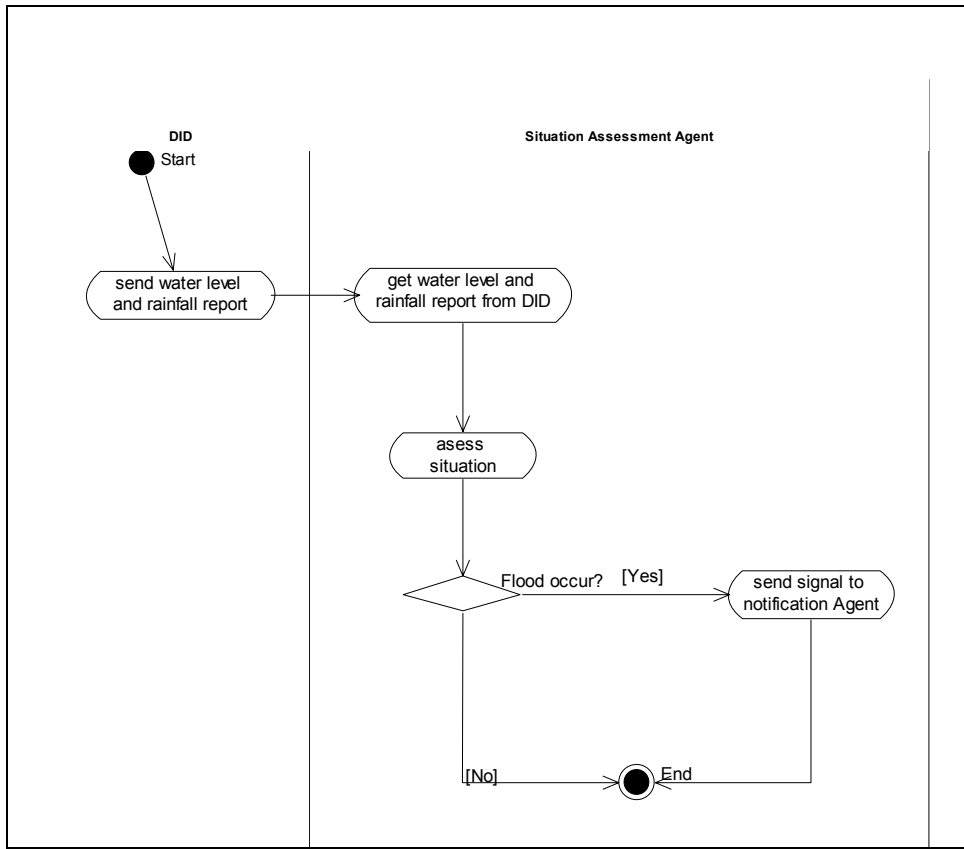 DID
Situation Assessment Agent
Start
send water level
and rainfall report
get water level and
rainfall report from DID
asess
situation
Flood occur?
[Yes]
send signal to
notification Agent
[No]
End